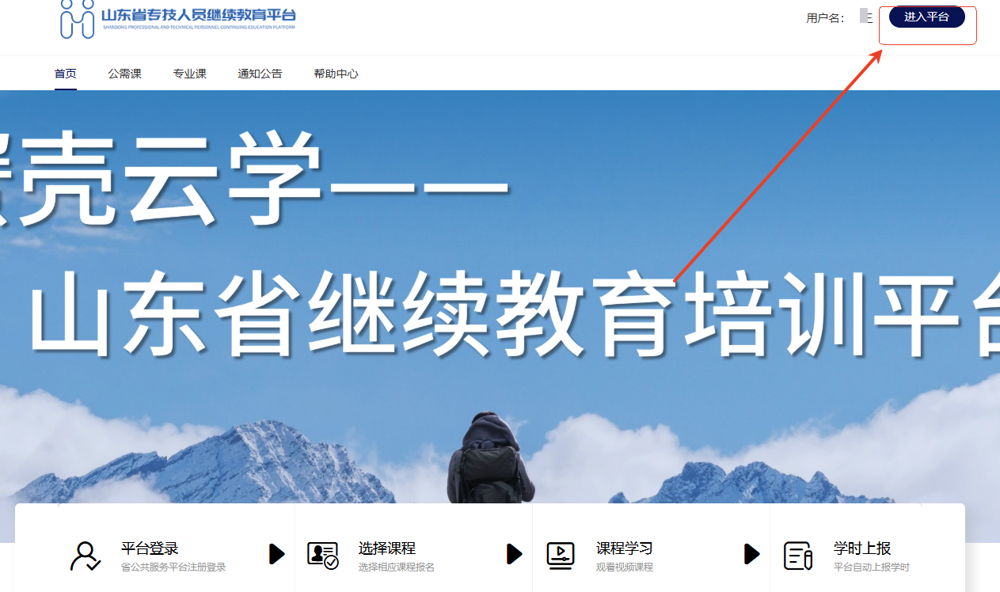 山东省专技人员继续教育平台
SHANDONG PROFESSIONAL AND TECHNICAL PERSONNEL CONTINUING EDUCATION PLATFORM
用户名：
进入平台
首页 公需课 专业课 通知公告 帮助中心
壳云学——
山东省继续教育培训平台
平台登录 选择课程 课程学习 学时上报
省公共服务平台注册登录 选择相应课程报名 观看视频课程 平台自动上报学时